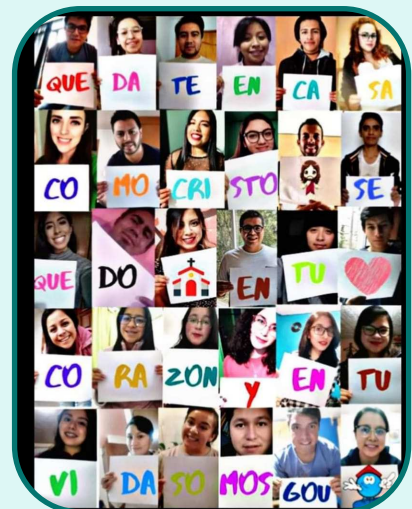 QUE DA TE EN CA SA
CO MO CRI STO SE
QUE DO EN TU
CO RA ZON Y EN TU
VI DA SO MOS GOU